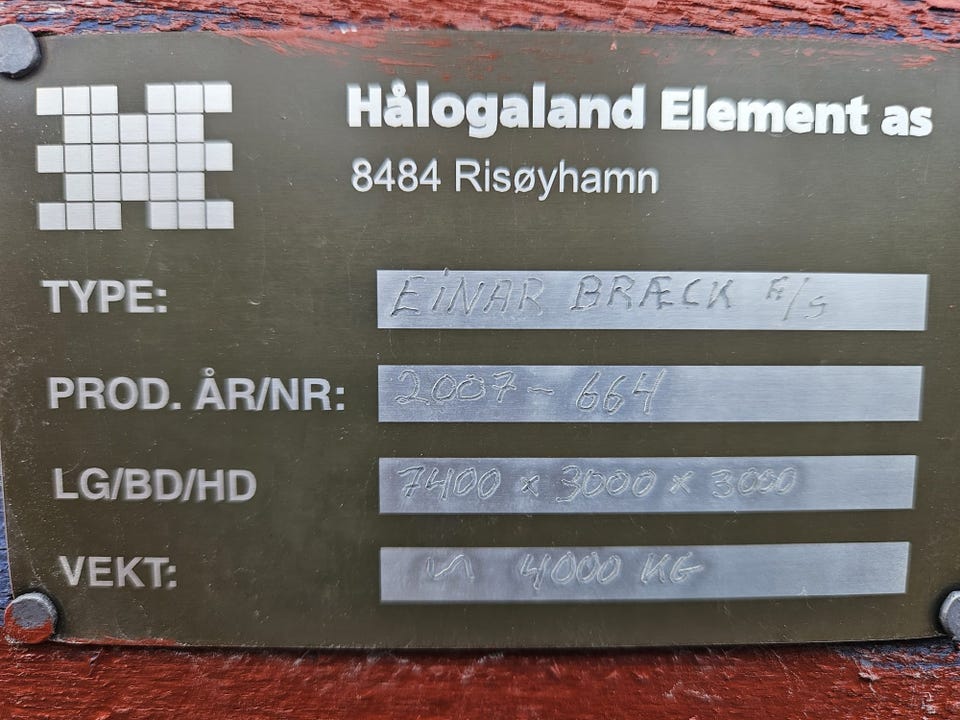 Hålogaland Element as
8484 Risøyhamn
TYPE: EINAR BRÆCK A/S
PROD. ÅR/NR: 2007 - 664
LG/BD/HD 7400 x 3000 x 3000
VEKT: ∽ 4000 KG